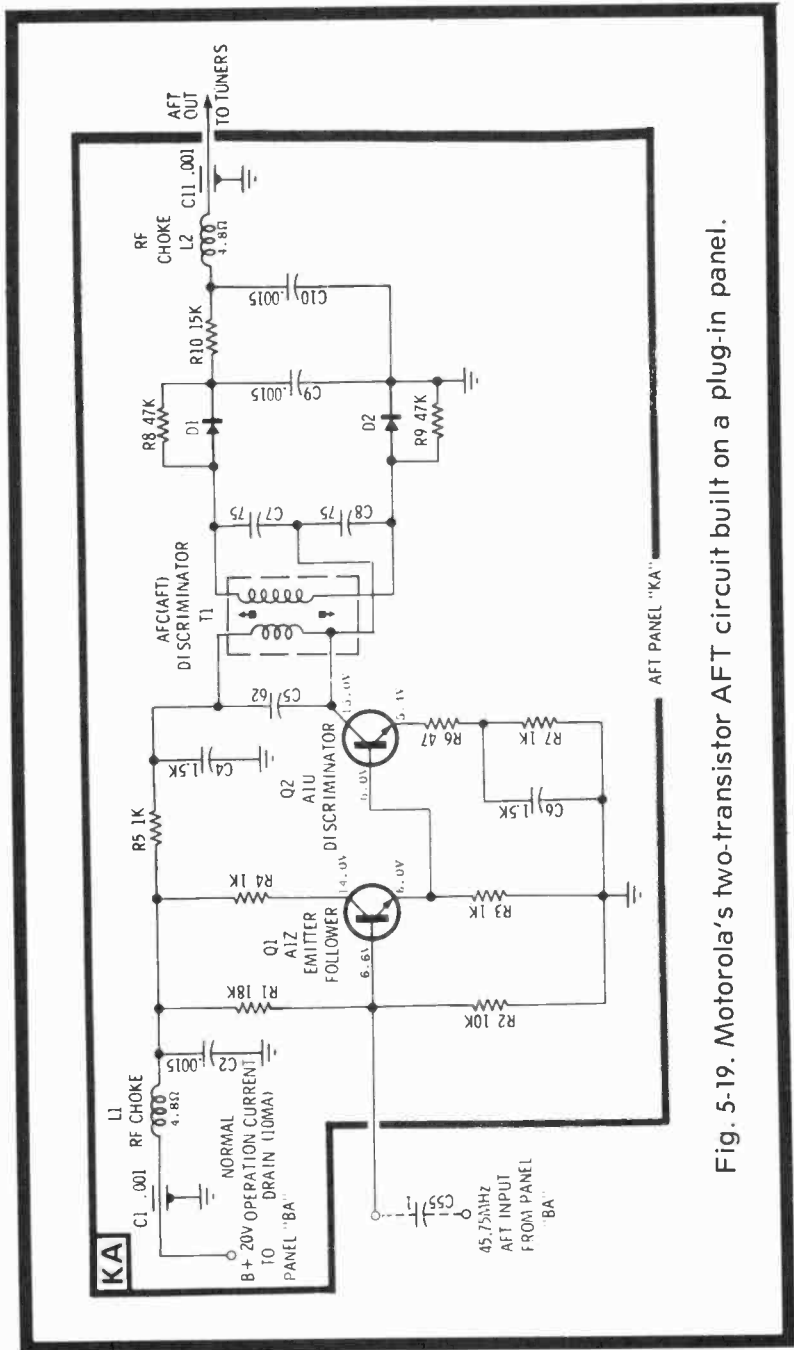 KA
C1 .001
L1
RF CHOKE
4.8Ω
B+ 20V
NORMAL
OPERATION CURRENT
DRAIN (10MA)
TO
PANEL "BA"
C2
.0015
R1 18K
R2 10K
C55
1
45.75MHz
AFT INPUT
FROM PANEL
"BA"
R4 1K
Q1
A1Z
EMITTER
FOLLOWER
14.0V
6.6V
6.0V
R3 1K
R5 1K
C4
1.5K
C5
62
Q2
A1U
DISCRIMINATOR
R6 47
C6
1.5K
R7 1K
AFC(AFT)
DISCRIMINATOR
T1
C7
75
C8
75
R8 47K
D1
D2
R9 47K
C9
.0015
R10 15K
C10
.0015
RF
CHOKE
L2
4.8Ω
C11 .001
AFT
OUT
TO TUNERS
AFT PANEL "KA"
Fig. 5-19. Motorola's two-transistor AFT circuit built on a plug-in panel.